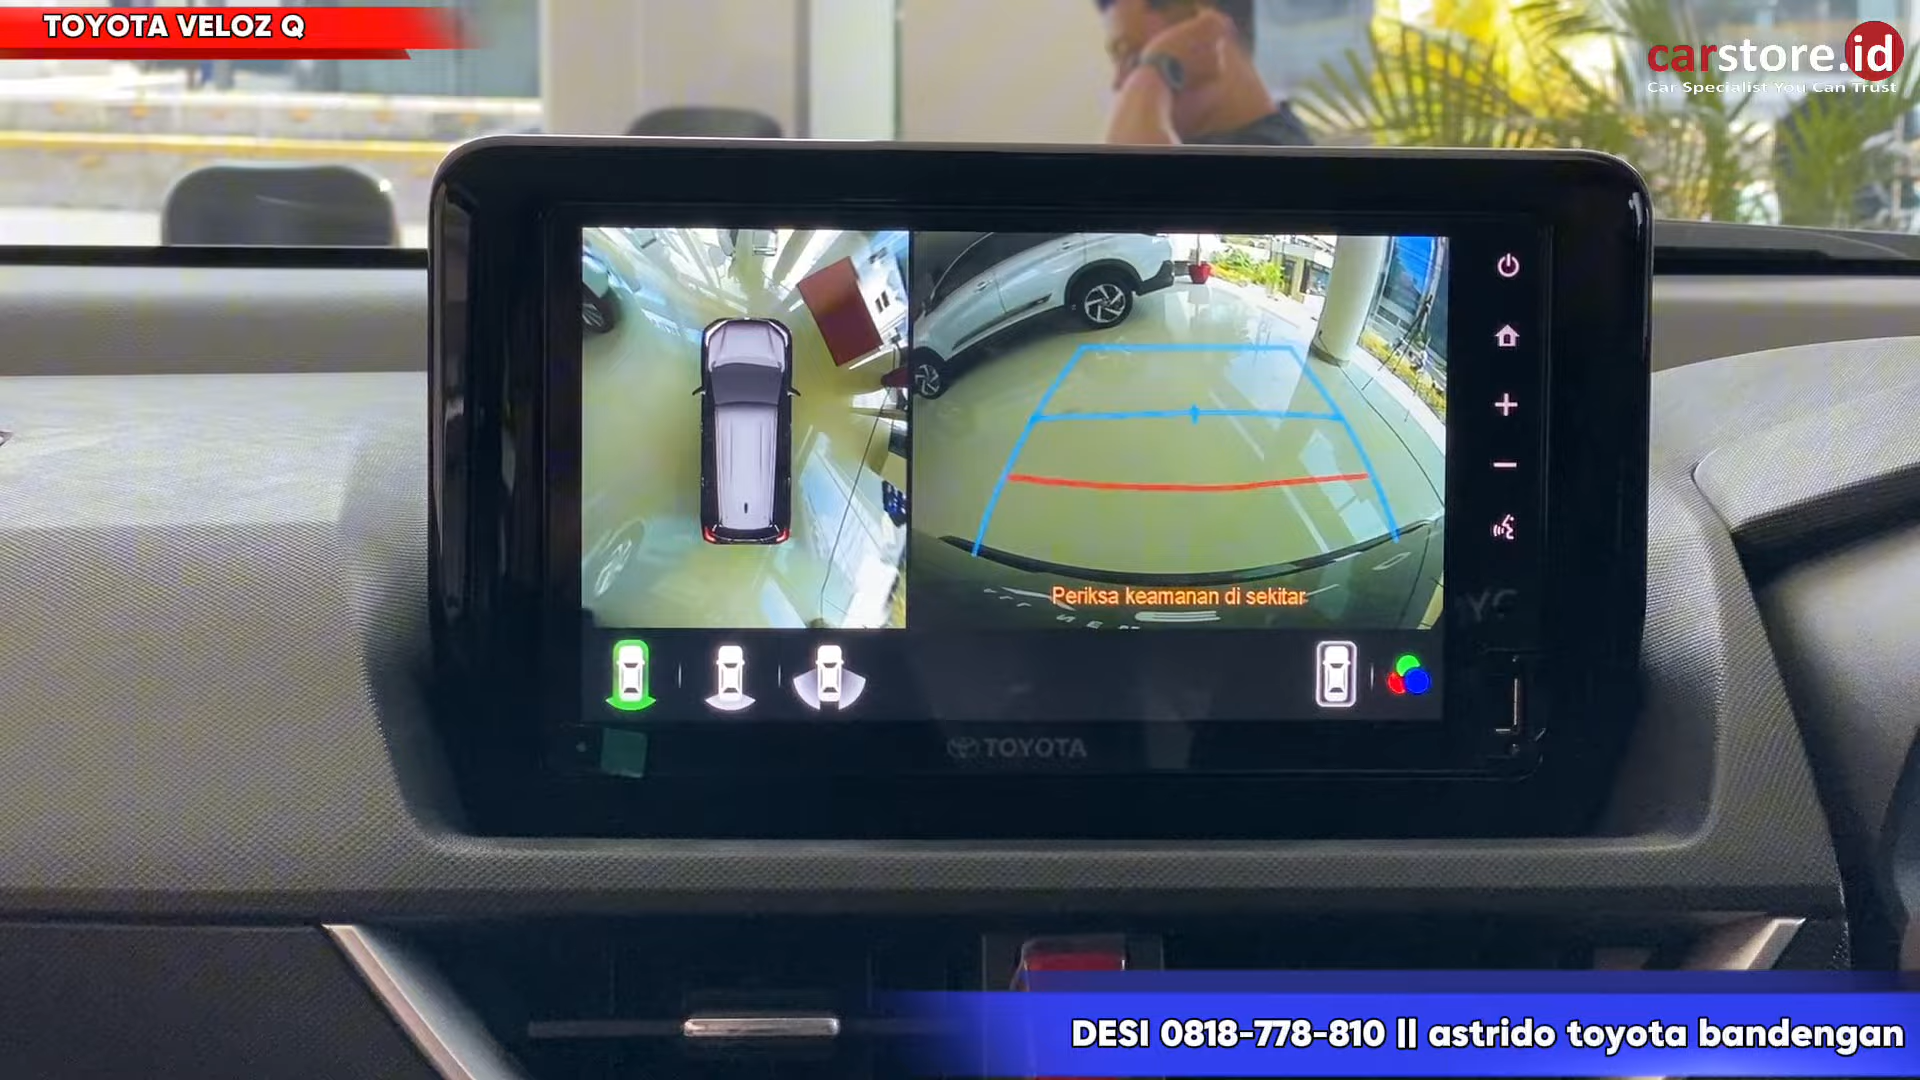 TOYOTA VELOZ Q
carstore.id
Car Specialist You Can Trust
Periksa keamanan di sekitar
TOYOTA
DESI 0818-778-810 || astrido toyota bandengan